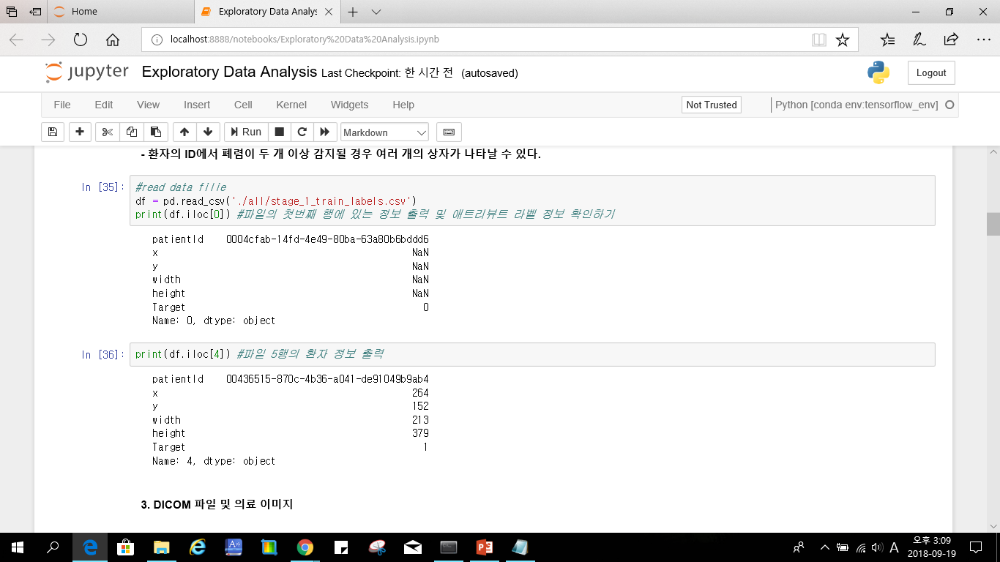 Home
Exploratory Data Analys
localhost:8888/notebooks/Exploratory%20Data%20Analysis.ipynb
jupyter Exploratory Data Analysis Last Checkpoint: 한 시간 전 (autosaved)
Logout
File Edit View Insert Cell Kernel Widgets Help
Not Trusted
Python [conda env:tensorflow_env]
Run
Markdown
- 환자의 ID에서 폐렴이 두 개 이상 감지될 경우 여러 개의 상자가 나타날 수 있다.
In [35]:
#read data filie
df = pd.read_csv('./all/stage_1_train_labels.csv')
print(df.iloc[0]) #파일의 첫번째 행에 있는 정보 출력 및 애트리뷰트 라벨 정보 확인하기
patientId 0004cfab-14fd-4e49-80ba-63a80b6bddd6
x NaN
y NaN
width NaN
height NaN
Target 0
Name: 0, dtype: object
In [36]:
print(df.iloc[4]) #파일 5행의 환자 정보 출력
patientId 00436515-870c-4b36-a041-de91049b9ab4
x 264
y 152
width 213
height 379
Target 1
Name: 4, dtype: object
3. DICOM 파일 및 의료 이미지
A
오후 3:09
2018-09-19